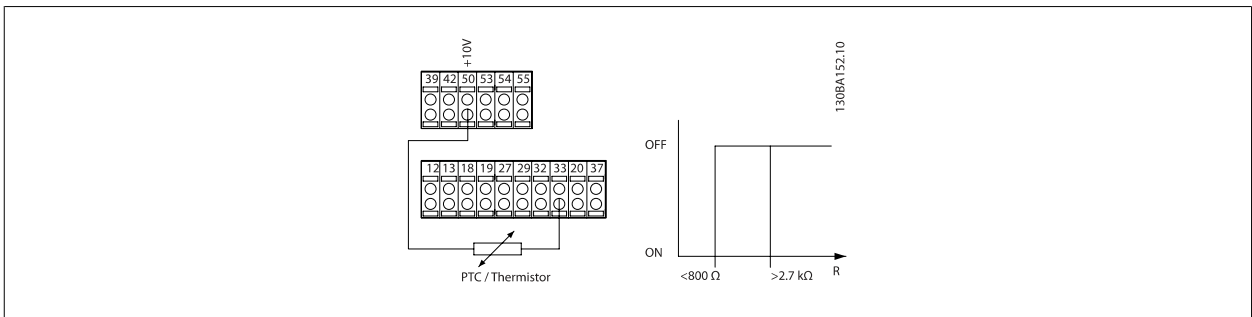 +10V
39 42 50 53 54 55
12 13 18 19 27 29 32 33 20 37
PTC / Thermistor
130BA152.10
OFF
ON
<800 Ω >2.7 kΩ R